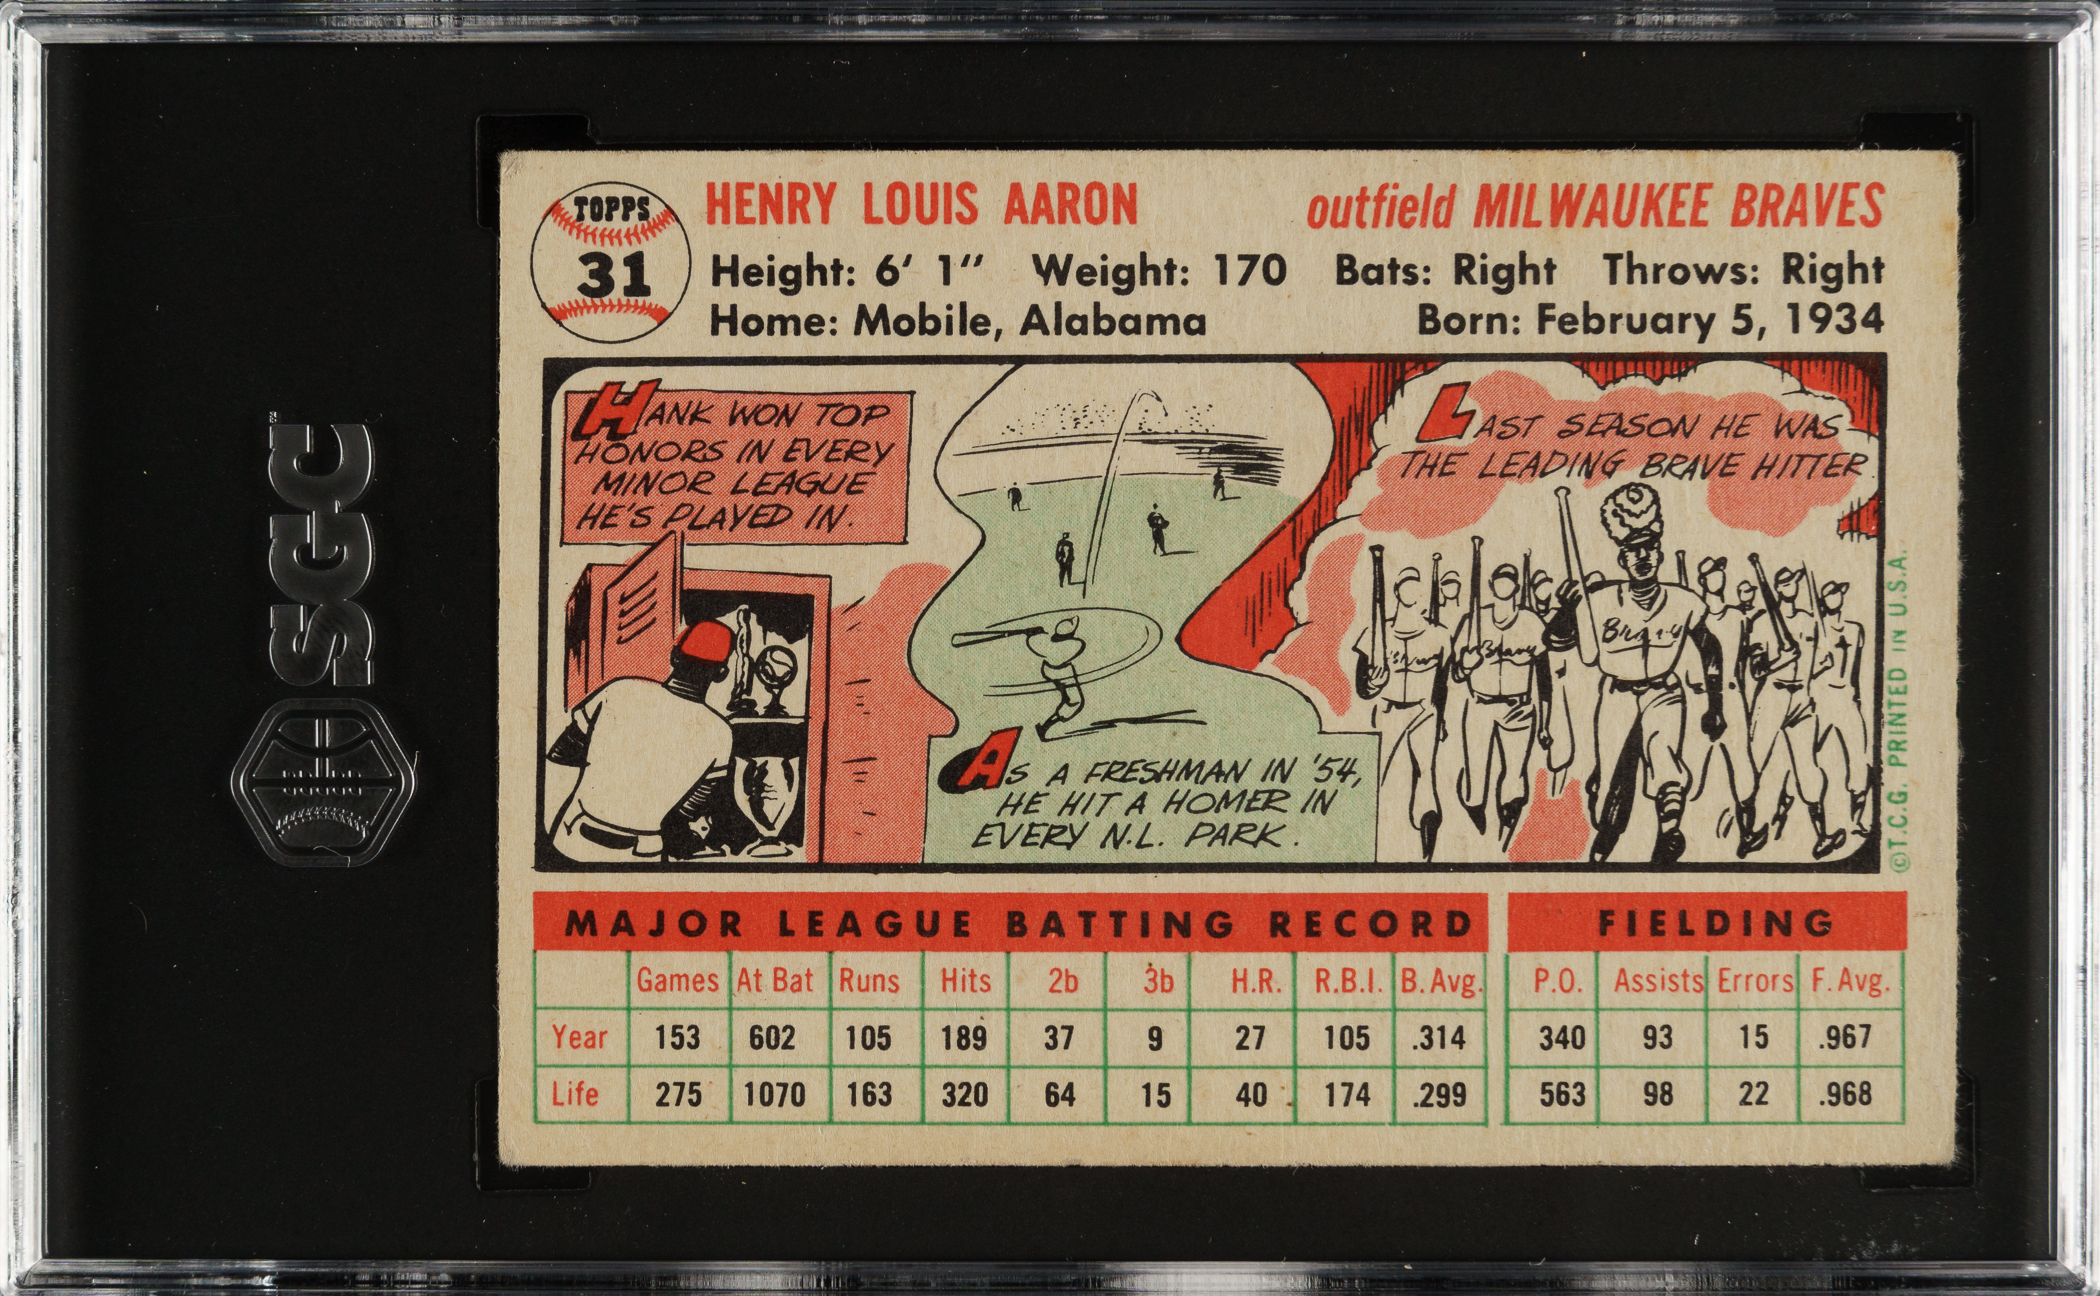 SGC
TOPPS
31
HENRY LOUIS AARON
outfield MILWAUKEE BRAVES
Height: 6' 1" Weight: 170 Bats: Right Throws: Right
Home: Mobile, Alabama
Born: February 5, 1934
HANK WON TOP
HONORS IN EVERY
MINOR LEAGUE
HE'S PLAYED IN.
AS A FRESHMAN IN '54,
HE HIT A HOMER IN
EVERY N.L. PARK.
LAST SEASON HE WAS
THE LEADING BRAVE HITTER
Braves
©T.C.G. PRINTED IN U.S.A.
MAJOR LEAGUE BATTING RECORD
Games At Bat Runs Hits 2b 3b H.R. R.B.I. B. Avg.
Year 153 602 105 189 37 9 27 105 .314
Life 275 1070 163 320 64 15 40 174 .299
FIELDING
P.O. Assists Errors F. Avg.
340 93 15 .967
563 98 22 .968